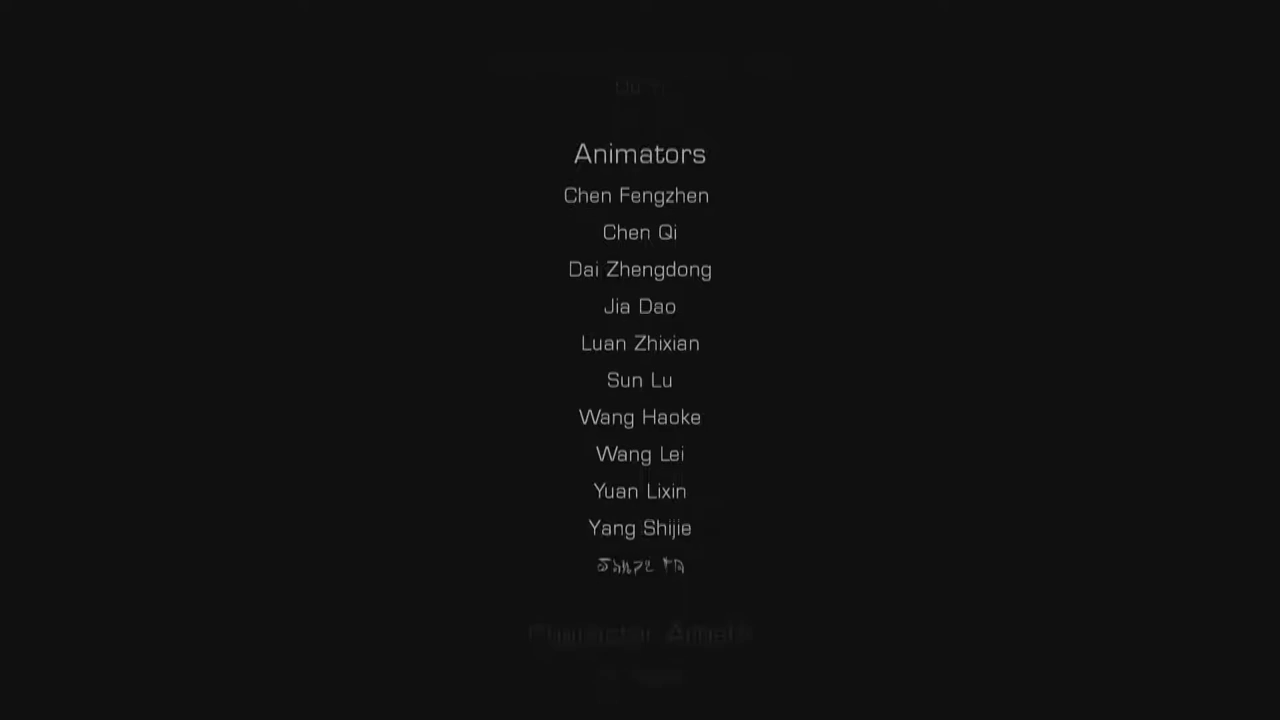 Animators
Chen Fengzhen
Chen Qi
Dai Zhengdong
Jia Dao
Luan Zhixian
Sun Lu
Wang Haoke
Wang Lei
Yuan Lixin
Yang Shijie